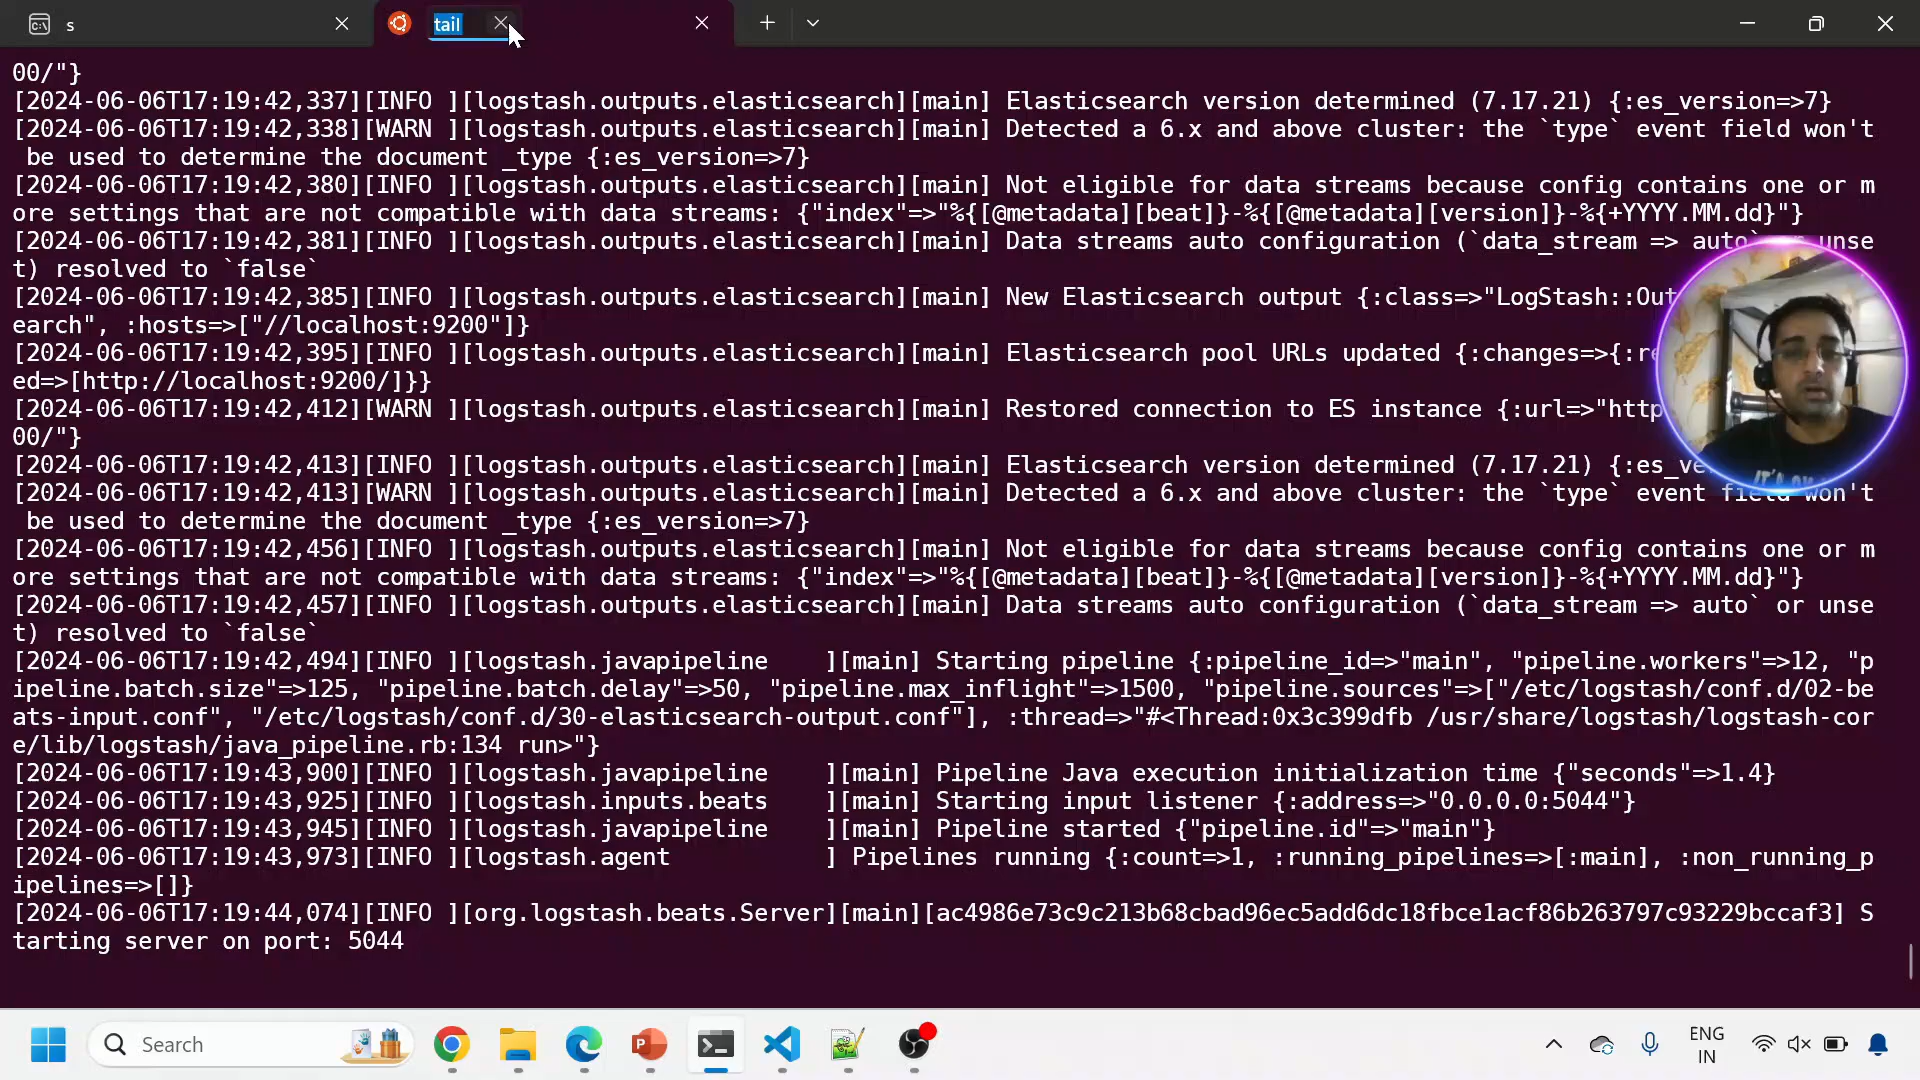 s
tail
00/"}
[2024-06-06T17:19:42,337][INFO ][logstash.outputs.elasticsearch][main] Elasticsearch version determined (7.17.21) {:es_version=>7}
[2024-06-06T17:19:42,338][WARN ][logstash.outputs.elasticsearch][main] Detected a 6.x and above cluster: the `type` event field won't
be used to determine the document _type {:es_version=>7}
[2024-06-06T17:19:42,380][INFO ][logstash.outputs.elasticsearch][main] Not eligible for data streams because config contains one or m
ore settings that are not compatible with data streams: {"index"=>"%{[@metadata][beat]}-%{[@metadata][version]}-%{+YYYY.MM.dd}"}
[2024-06-06T17:19:42,381][INFO ][logstash.outputs.elasticsearch][main] Data streams auto configuration (`data_stream => auto` or unse
t) resolved to `false`
[2024-06-06T17:19:42,385][INFO ][logstash.outputs.elasticsearch][main] New Elasticsearch output {:class=>"LogStash::Out
earch", :hosts=>["//localhost:9200"]}
[2024-06-06T17:19:42,395][INFO ][logstash.outputs.elasticsearch][main] Elasticsearch pool URLs updated {:changes=>{:re
ed=>[http://localhost:9200/]}}
[2024-06-06T17:19:42,412][WARN ][logstash.outputs.elasticsearch][main] Restored connection to ES instance {:url=>"http
00/"}
[2024-06-06T17:19:42,413][INFO ][logstash.outputs.elasticsearch][main] Elasticsearch version determined (7.17.21) {:es_ve
[2024-06-06T17:19:42,413][WARN ][logstash.outputs.elasticsearch][main] Detected a 6.x and above cluster: the `type` event field won't
be used to determine the document _type {:es_version=>7}
[2024-06-06T17:19:42,456][INFO ][logstash.outputs.elasticsearch][main] Not eligible for data streams because config contains one or m
ore settings that are not compatible with data streams: {"index"=>"%{[@metadata][beat]}-%{[@metadata][version]}-%{+YYYY.MM.dd}"}
[2024-06-06T17:19:42,457][INFO ][logstash.outputs.elasticsearch][main] Data streams auto configuration (`data_stream => auto` or unse
t) resolved to `false`
[2024-06-06T17:19:42,494][INFO ][logstash.javapipeline    ][main] Starting pipeline {:pipeline_id=>"main", "pipeline.workers"=>12, "p
ipeline.batch.size"=>125, "pipeline.batch.delay"=>50, "pipeline.max_inflight"=>1500, "pipeline.sources"=>["/etc/logstash/conf.d/02-be
ats-input.conf", "/etc/logstash/conf.d/30-elasticsearch-output.conf"], :thread=>"#<Thread:0x3c399dfb /usr/share/logstash/logstash-cor
e/lib/logstash/java_pipeline.rb:134 run>"}
[2024-06-06T17:19:43,900][INFO ][logstash.javapipeline    ][main] Pipeline Java execution initialization time {"seconds"=>1.4}
[2024-06-06T17:19:43,925][INFO ][logstash.inputs.beats    ][main] Starting input listener {:address=>"0.0.0.0:5044"}
[2024-06-06T17:19:43,945][INFO ][logstash.javapipeline    ][main] Pipeline started {"pipeline.id"=>"main"}
[2024-06-06T17:19:43,973][INFO ][logstash.agent           ] Pipelines running {:count=>1, :running_pipelines=>[:main], :non_running_p
ipelines=>[]}
[2024-06-06T17:19:44,074][INFO ][org.logstash.beats.Server][main][ac4986e73c9c213b68cbad96ec5add6dc18fbce1acf86b263797c93229bccaf3] S
tarting server on port: 5044
Search
ENG
IN